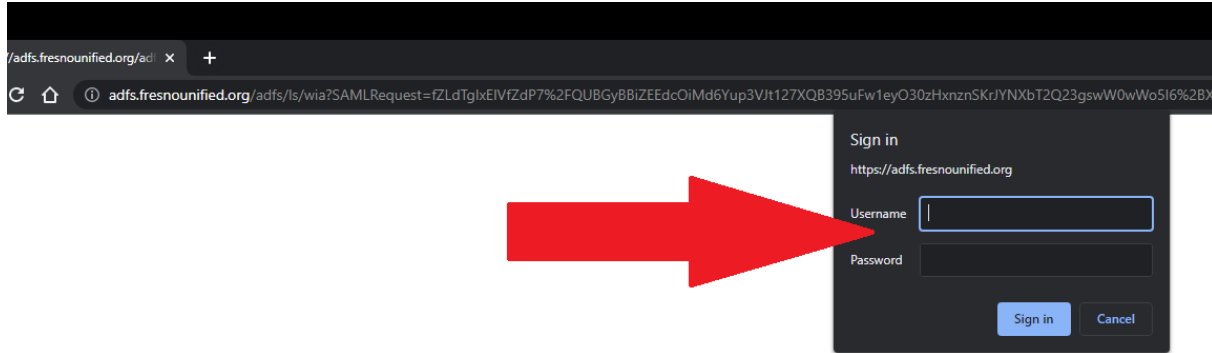 /adfs.fresnounified.org/ad
adfs.fresnounified.org/adfs/ls/wia?SAMLRequest=fZLdTglxElVfZdP7%2FQUBGyBBiZEEdcOiMd6Yup3VJt127XQB395uFw1eyO30zHxnznSKrJYNXbT2Q23gswW0wWo5I6%2BX
Sign in
https://adfs.fresnounified.org
Username
Password
Sign in
Cancel